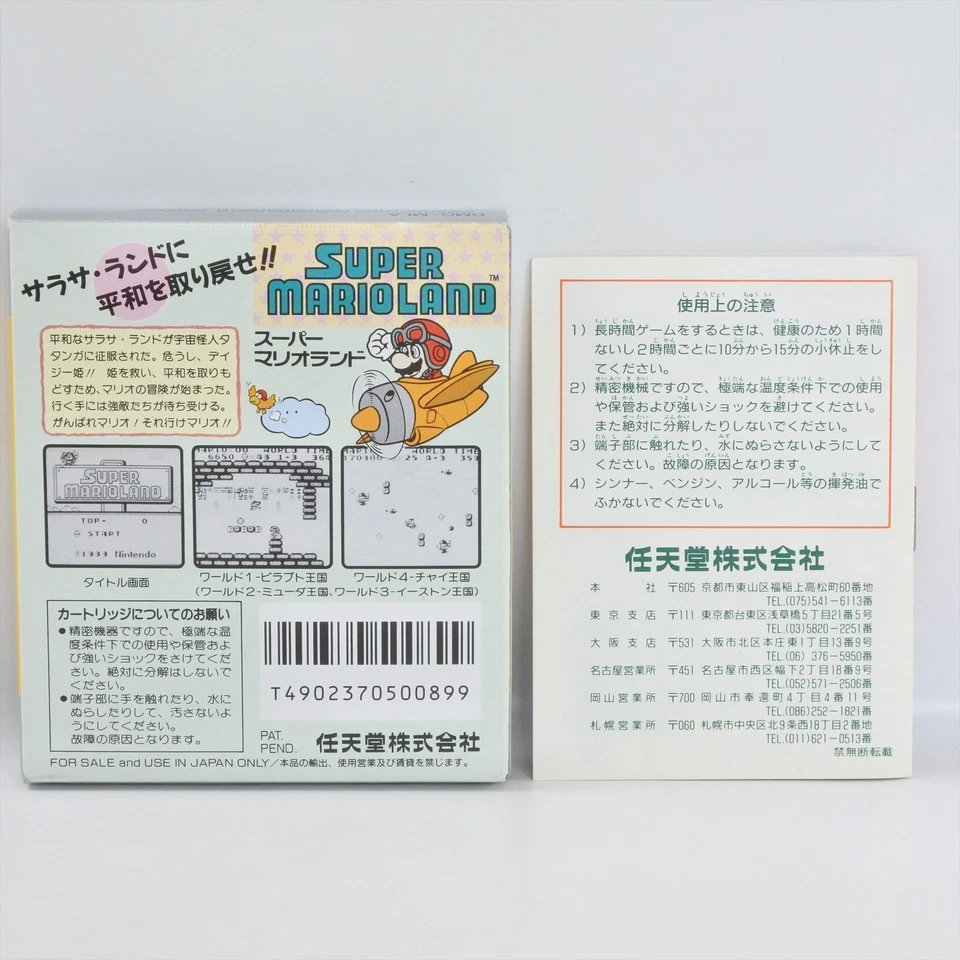 サラサ・ランドに
平和を取り戻せ!!
SUPER
MARIOLAND™
スーパー
マリオランド
平和なサラサ・ランドが宇宙怪人タ
タンガに征服された。危うし、デイ
ジー姫!! 姫を救い、平和を取りも
どすため、マリオの冒険が始まった。
行く手には強敵たちが待ち受ける。
がんばれマリオ!それ行けマリオ!!
SUPER
MARIOLAND
TOP- 0
START
©1989 Nintendo
WORLD TIME
1-3
WORLD TIME
4-3
タイトル画面
ワールド1-ビラプト王国
(ワールド2-ミューダ王国、ワールド3-イーストン王国)
ワールド4-チャイ王国
カートリッジについてのお願い
●精密機器ですので、極端な温
度条件下での使用や保管およ
び強いショックをさけてくだ
さい。絶対に分解はしないで
ください。
●端子部に手を触れたり、水に
ぬらしたりして、汚さないよ
うにしてください。
故障の原因となります。
T4902370500899
PAT.
PEND.
任天堂株式会社
FOR SALE and USE IN JAPAN ONLY/本品の輸出、使用営業及び賃貸を禁じます。
使用上の注意
1)長時間ゲームをするときは、健康のため1時間
ないし2時間ごとに10分から15分の小休止をし
てください。
2)精密機械ですので、極端な温度条件下での使用
や保管および強いショックを避けてください。
また絶対に分解したりしないでください。
3)端子部に触れたり、水にぬらさないようにして
ください。故障の原因となります。
4)シンナー、ベンジン、アルコール等の揮発油で
ふかないでください。
任天堂株式会社
本社 〒605 京都市東山区福稲上高松町60番地
TEL.(075)541-6113番
東京支店 〒111 東京都台東区浅草橋5丁目21番5号
TEL.(03)5820-2251番
大阪支店 〒531 大阪市北区本庄東1丁目13番9号
TEL.(06)376-5950番
名古屋営業所 〒451 名古屋市西区幅下2丁目18番9号
TEL.(052)571-2506番
岡山営業所 〒700 岡山市奉還町4丁目4番11号
TEL.(086)252-1821番
札幌営業所 〒060 札幌市中央区北9条西18丁目2番地
TEL.(011)621-0513番
禁無断転載